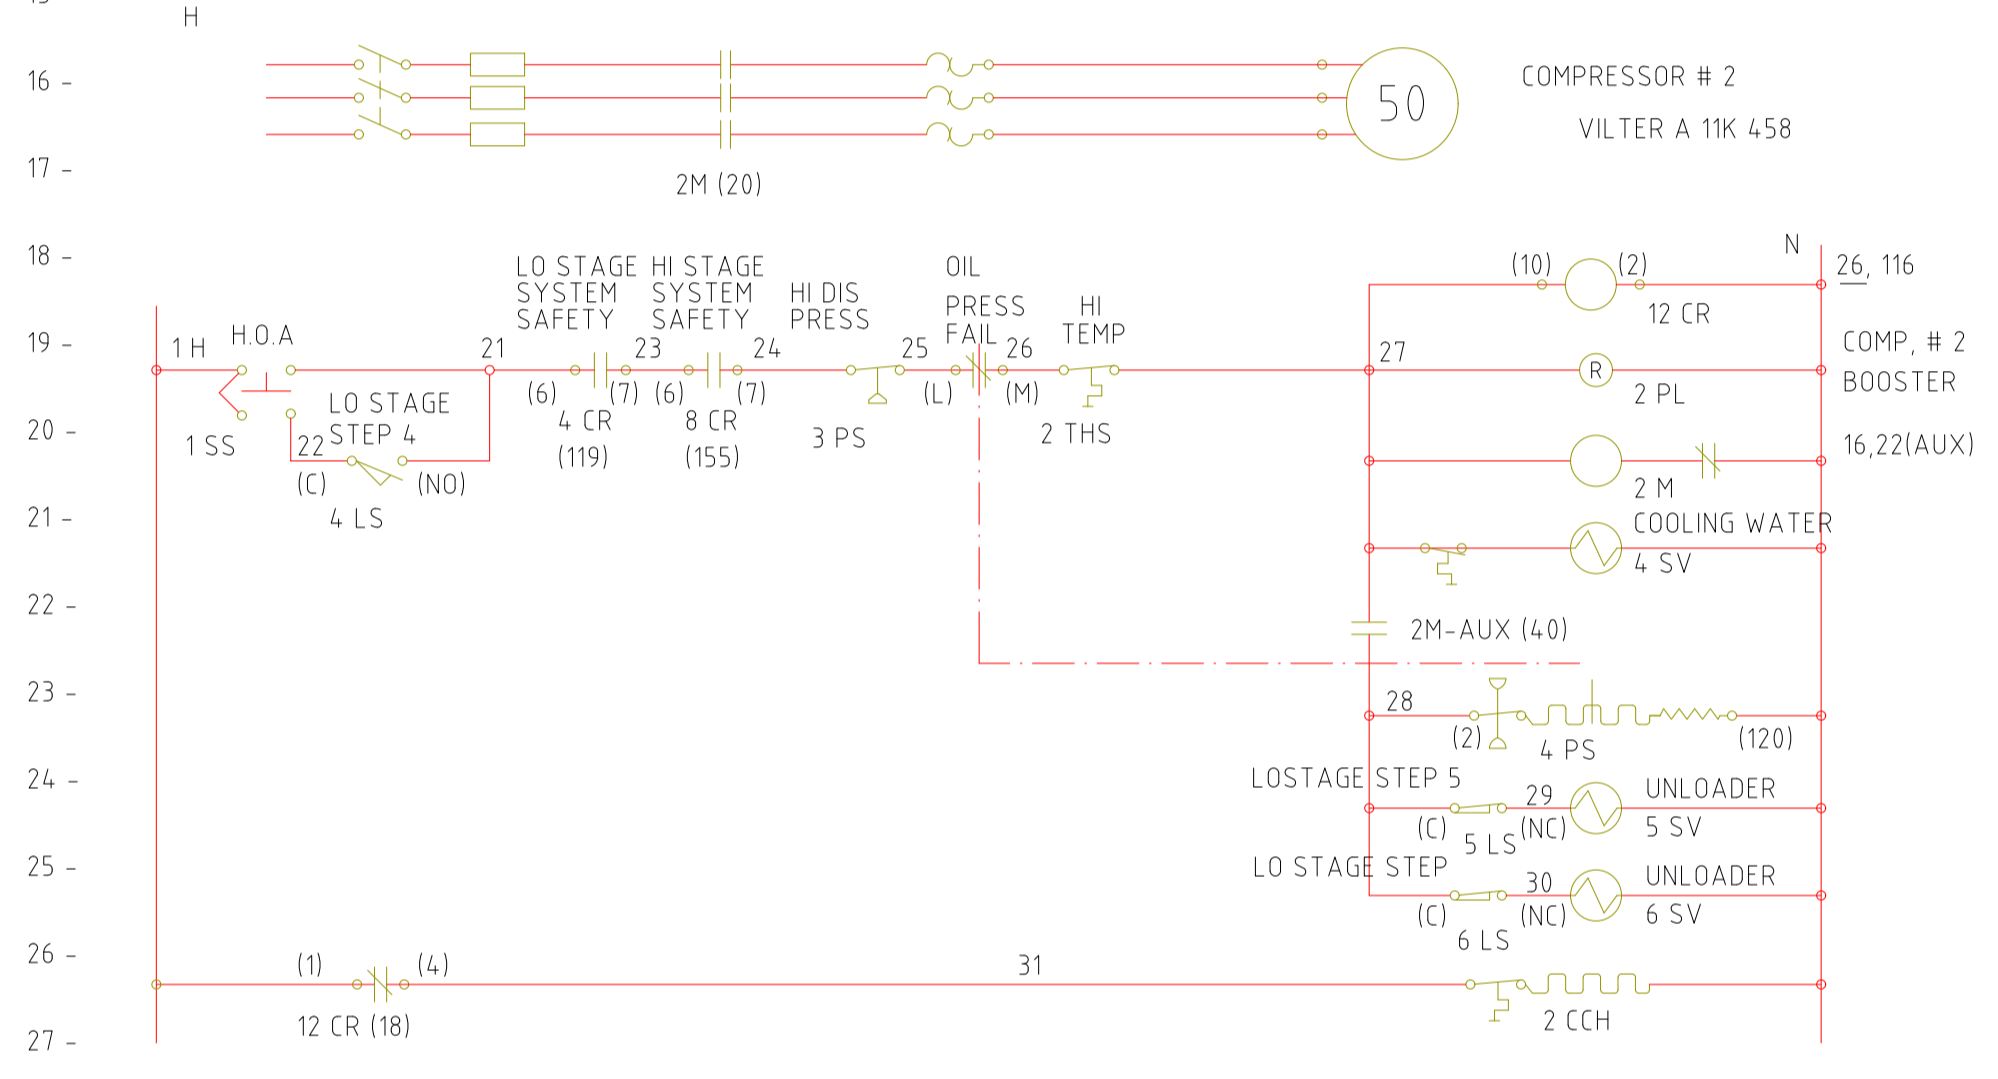 H
16 -
50
COMPRESSOR # 2
VILTER A 11K 458
17 -
2M (20)
18 -
N
LO STAGE
SYSTEM
SAFETY
HI STAGE
SYSTEM
SAFETY
HI DIS
PRESS
OIL
PRESS
FAIL
HI
TEMP
(10)
(2)
26, 116
12 CR
19 -
1 H
H.O.A
21
23
24
25
26
27
R
COMP, # 2
BOOSTER
(6)
(7)
(6)
(7)
(L)
(M)
2 PL
4 CR
(119)
8 CR
(155)
3 PS
2 THS
20 -
1 SS
LO STAGE
STEP 4
22
(C)
(NO)
4 LS
16,22(AUX)
2 M
21 -
COOLING WATER
4 SV
22 -
2M-AUX (40)
23 -
28
(2)
4 PS
(120)
24 -
LOSTAGE STEP 5
29
UNLOADER
(C)
5 LS
(NC)
5 SV
25 -
LO STAGE STEP
30
UNLOADER
(C)
6 LS
(NC)
6 SV
26 -
(1)
(4)
31
12 CR (18)
2 CCH
27 -